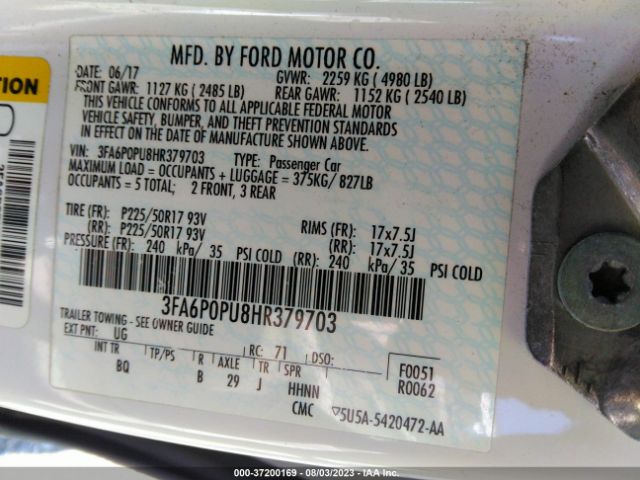 MFD. BY FORD MOTOR CO.
DATE: 06/17 GVWR: 2259 KG ( 4980 LB)
FRONT GAWR: 1127 KG ( 2485 LB) REAR GAWR: 1152 KG ( 2540 LB)
THIS VEHICLE CONFORMS TO ALL APPLICABLE FEDERAL MOTOR
VEHICLE SAFETY, BUMPER, AND THEFT PREVENTION STANDARDS
IN EFFECT ON THE DATE OF MANUFACTURE SHOWN ABOVE.
VIN: 3FA6P0PU8HR379703 TYPE: Passenger Car
MAXIMUM LOAD = OCCUPANTS + LUGGAGE = 375KG/ 827LB
OCCUPANTS = 5 TOTAL; 2 FRONT, 3 REAR
TIRE (FR): P225/50R17 93V RIMS (FR): 17x7.5J
(RR): P225/50R17 93V (RR): 17x7.5J
PRESSURE (FR): 240 kPa/ 35 PSI COLD (RR): 240 kPa/ 35 PSI COLD
3FA6P0PU8HR379703
TRAILER TOWING - SEE OWNER GUIDE
EXT PNT: UG RC: 71 DSO:
INT TR TP/PS R AXLE TR SPR F0051
BQ B 29 J HHNN R0062
CMC ▽5U5A-5420472-AA
000-37200169 - 08/03/2023 - IAA Inc.